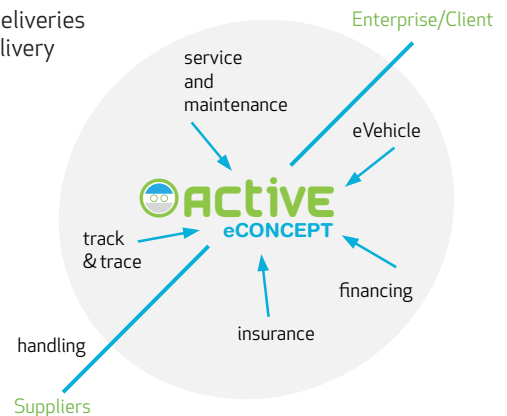 eliveries
livery
Enterprise/Client
service
and
maintenance
eVehicle
ACtivE
eCONCEPT
track
& trace
financing
insurance
handling
Suppliers